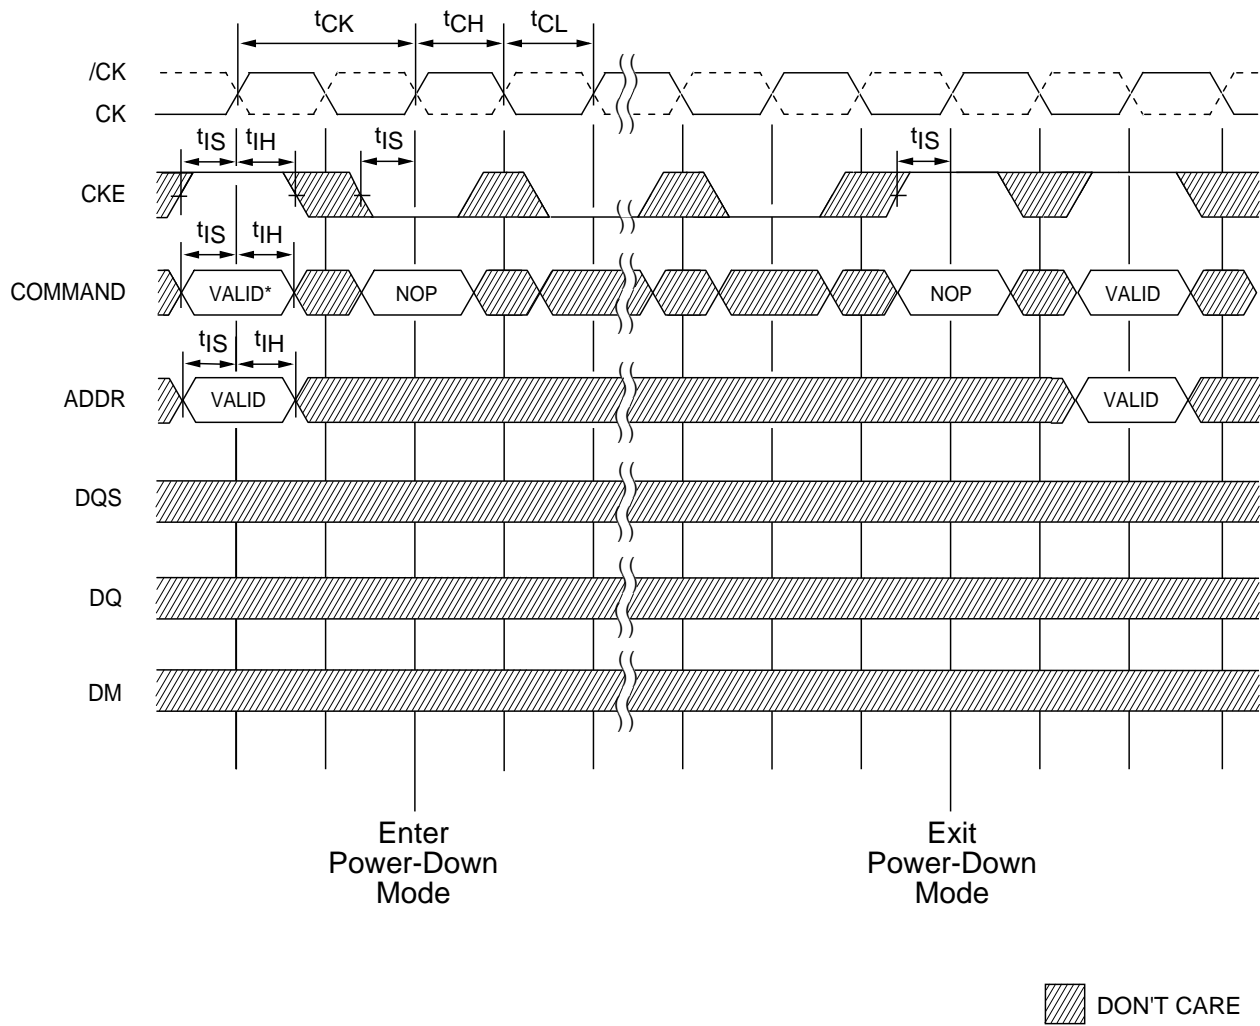 tCK tCH tCL
/CK
CK
tIS tIH tIS tIS
CKE
tIS tIH
COMMAND VALID* NOP NOP VALID
tIS tIH
ADDR VALID VALID
DQS
DQ
DM
Enter
Power-Down
Mode
Exit
Power-Down
Mode
DON'T CARE